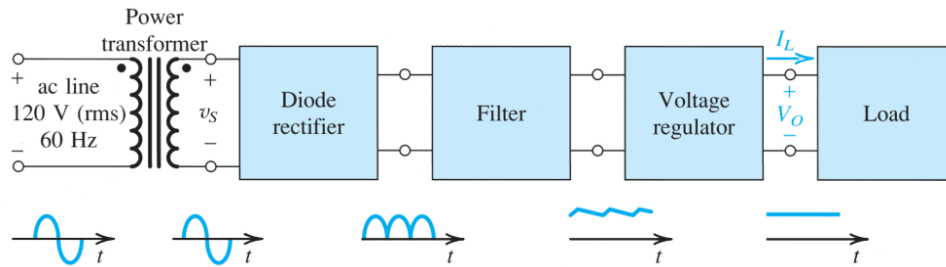 Power
transformer
+
ac line
120 V (rms)
60 Hz
−
+
v_S
−
Diode
rectifier
Filter
Voltage
regulator
I_L
+
V_O
−
Load
t
t
t
t
t